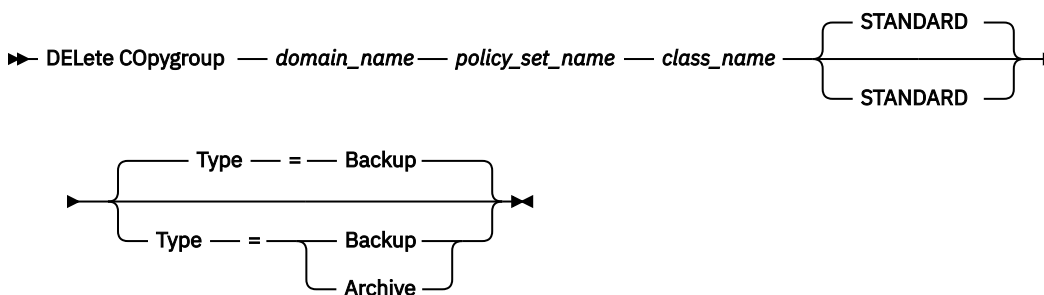 STANDARD
DELete COpygroup domain_name policy_set_name class_name
STANDARD
Type = Backup
Type = Backup
Archive